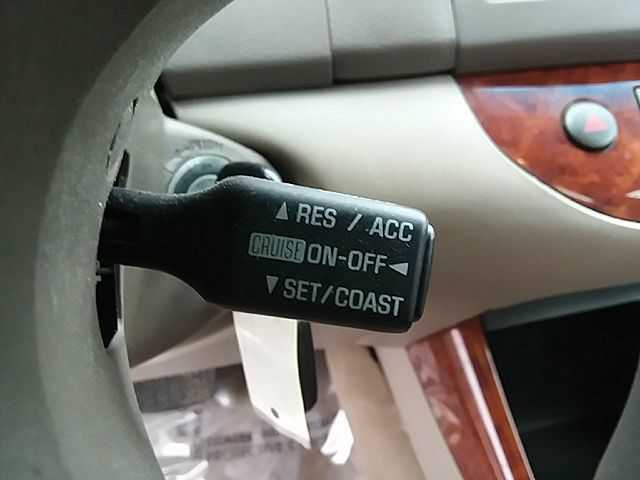 ▲ RES / ACC
CRUISE ON-OFF ◄
▼ SET/COAST